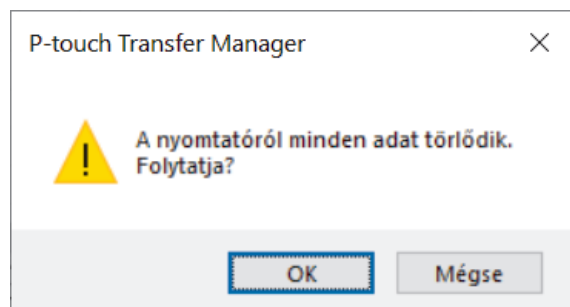 P-touch Transfer Manager
A nyomtatóról minden adat törlődik.
Folytatja?
OK
Mégse